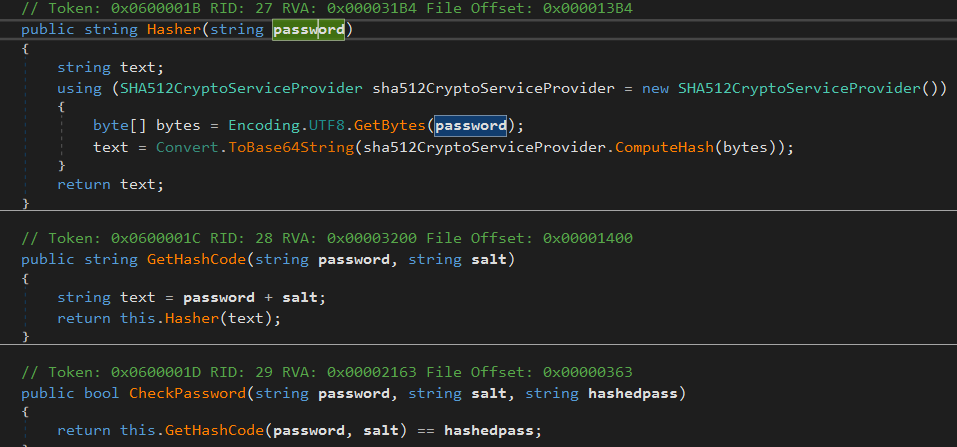 // Token: 0x0600001B RID: 27 RVA: 0x000031B4 File Offset: 0x000013B4
public string Hasher(string password)
{
string text;
using (SHA512CryptoServiceProvider sha512CryptoServiceProvider = new SHA512CryptoServiceProvider())
{
byte[] bytes = Encoding.UTF8.GetBytes(password);
text = Convert.ToBase64String(sha512CryptoServiceProvider.ComputeHash(bytes));
}
return text;
}
// Token: 0x0600001C RID: 28 RVA: 0x00003200 File Offset: 0x00001400
public string GetHashCode(string password, string salt)
{
string text = password + salt;
return this.Hasher(text);
}
// Token: 0x0600001D RID: 29 RVA: 0x00002163 File Offset: 0x00000363
public bool CheckPassword(string password, string salt, string hashedpass)
{
return this.GetHashCode(password, salt) == hashedpass;
}